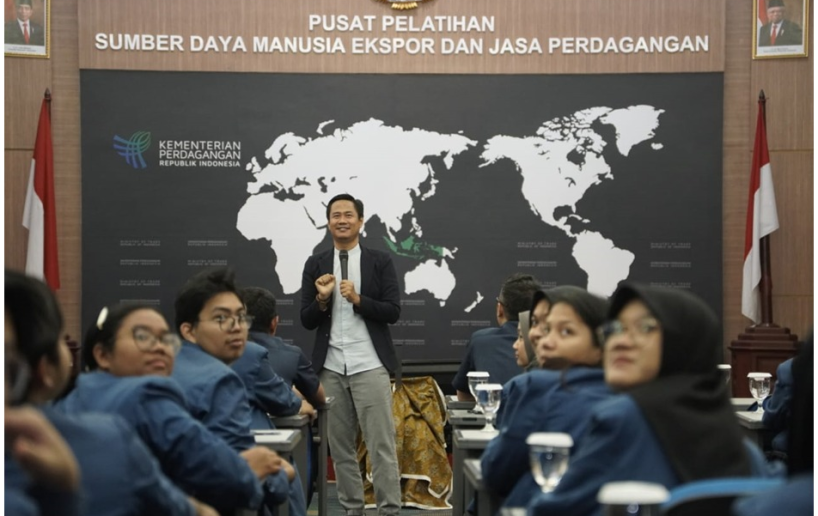 PUSAT PELATIHAN
SUMBER DAYA MANUSIA EKSPOR DAN JASA PERDAGANGAN
KEMENTERIAN
PERDAGANGAN
REPUBLIK INDONESIA